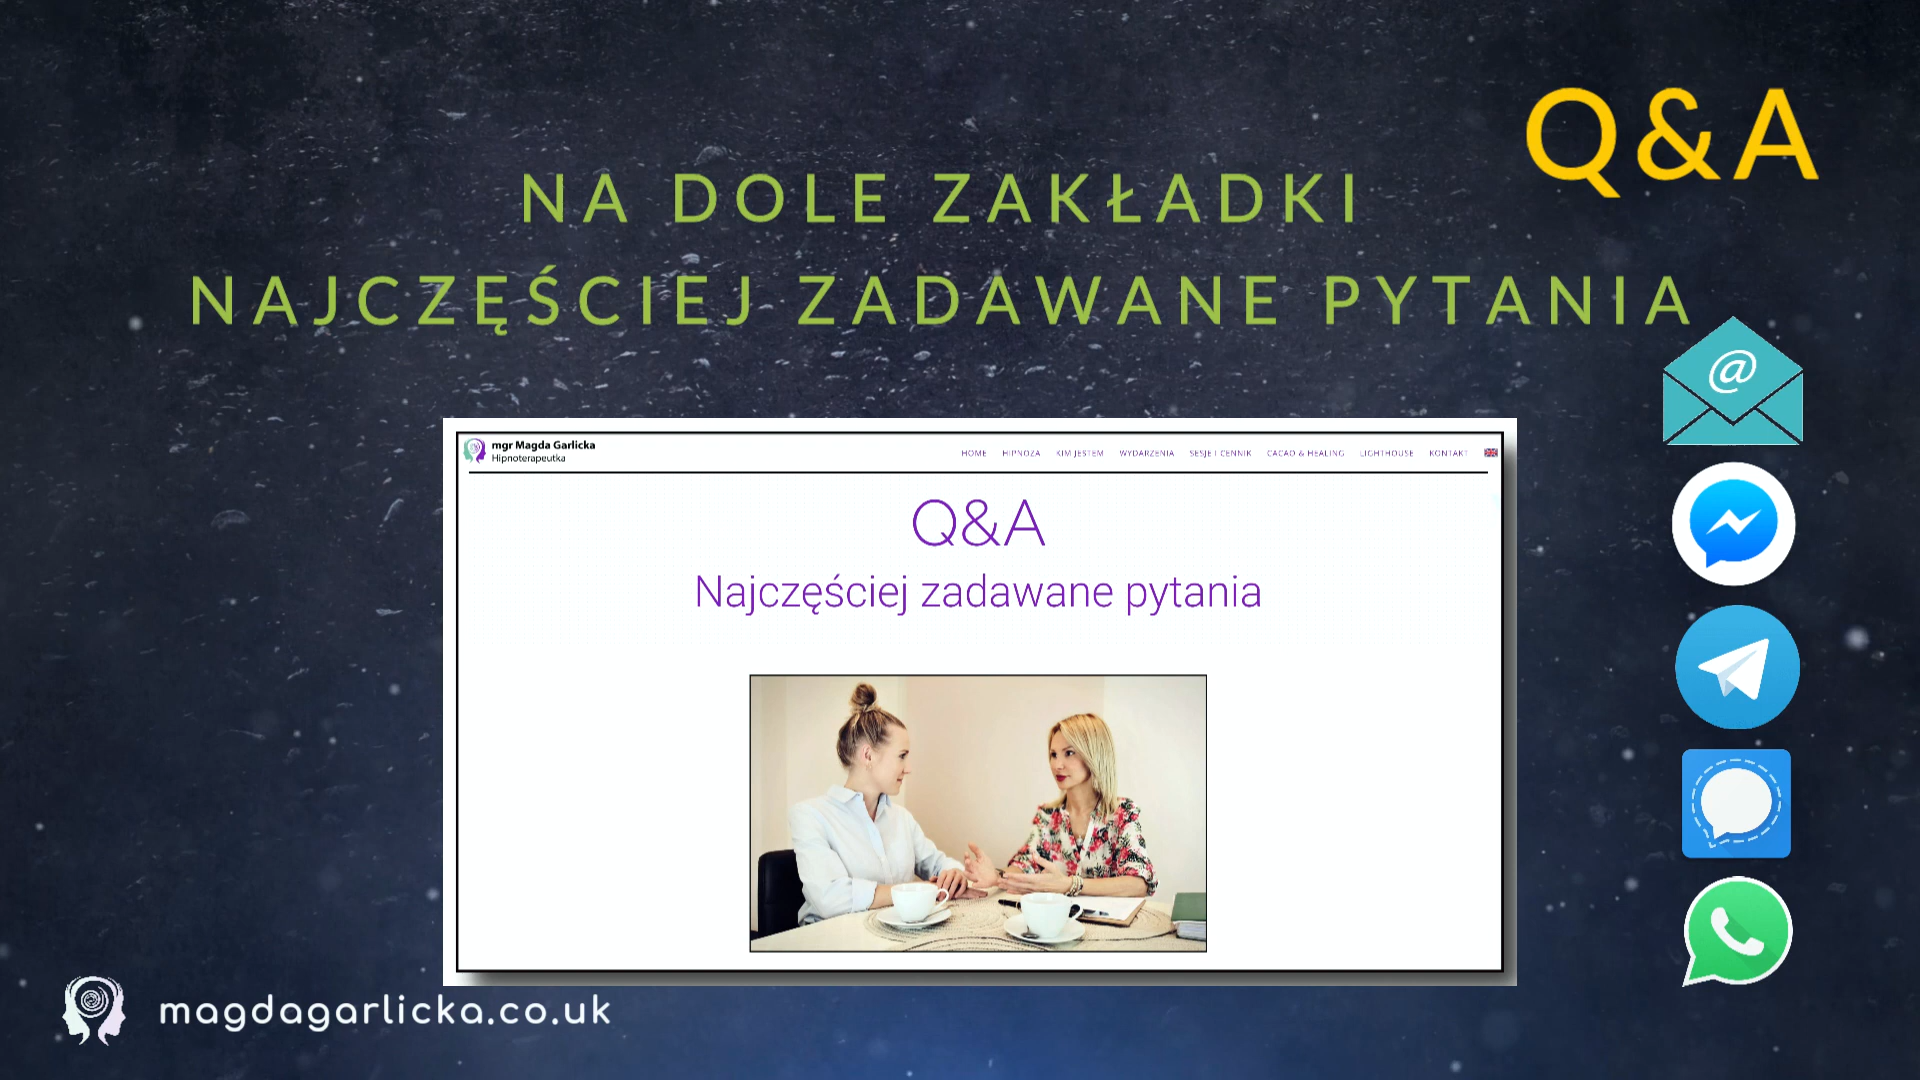 Q&A
NA DOLE ZAKŁADKI
NAJCZĘŚCIEJ ZADAWANE PYTANIA
@
mgr Magda Garlicka
Hipnoterapeutka
HOME HIPNOZA KIM JESTEM WYDARZENIA SESJE I CENNIK CACAO & HEALING LIGHTHOUSE KONTAKT
Q&A
Najczęściej zadawane pytania
magdagarlicka.co.uk